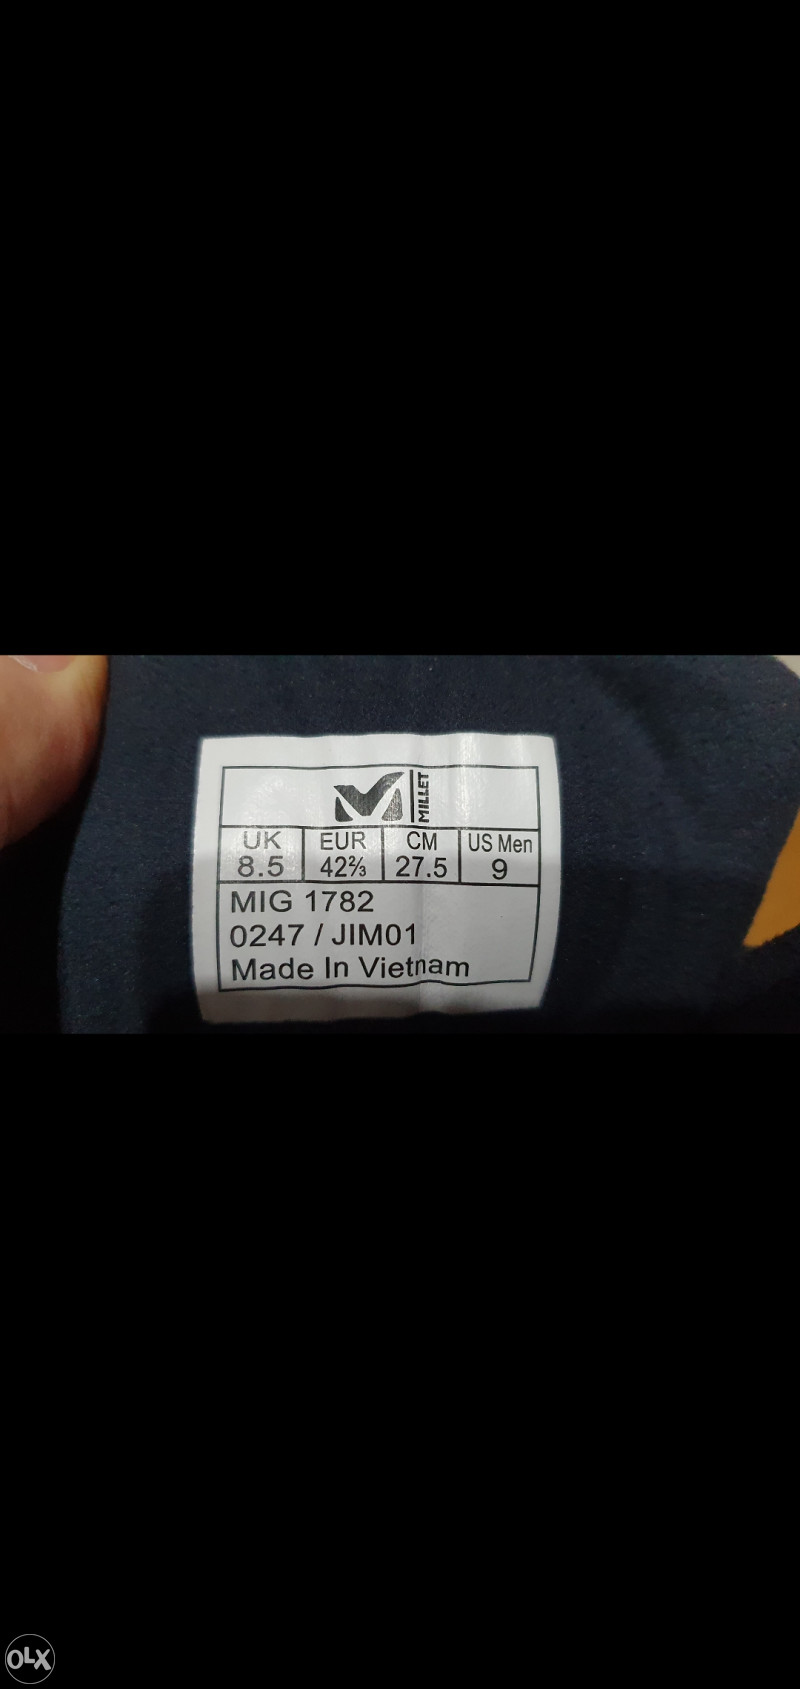 MILLET
UK EUR CM US Men
8.5 42⅔ 27.5 9
MIG 1782
0247 / JIM01
Made In Vietnam
OLX